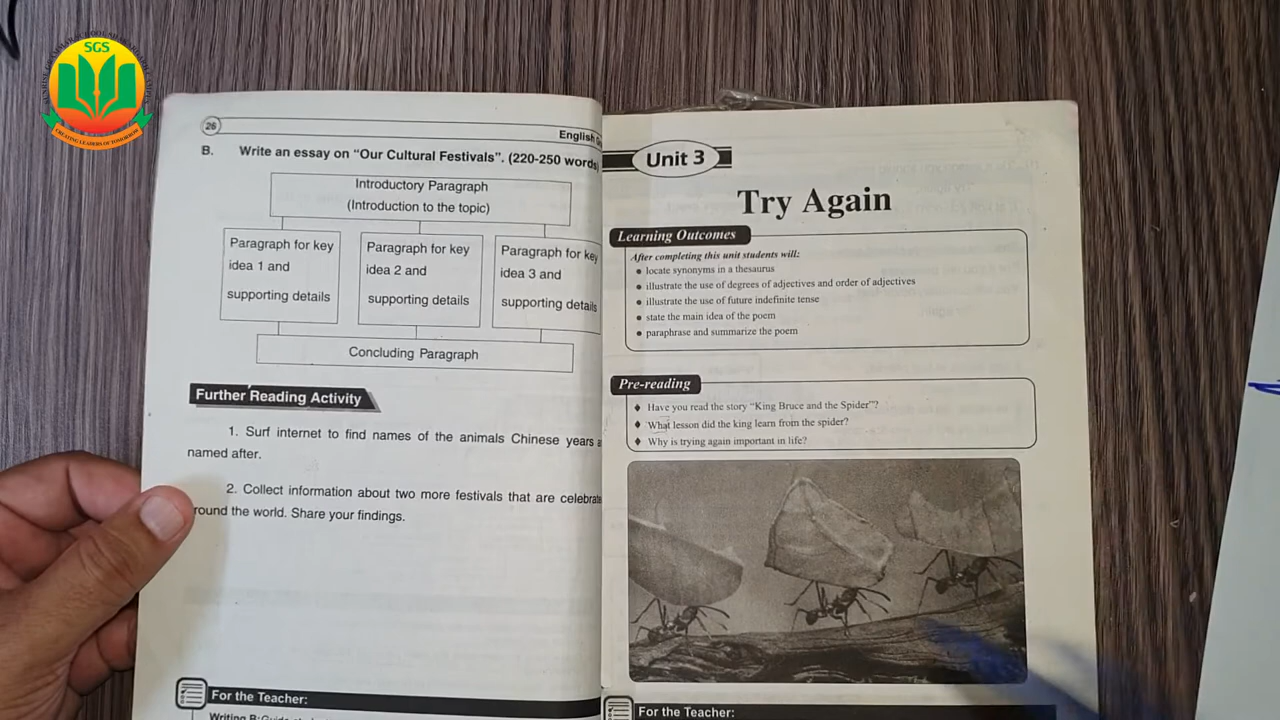 SGS
CREATING LEADERS OF TOMORROW
26
English
B. Write an essay on "Our Cultural Festivals". (220-250 words)
Introductory Paragraph
(Introduction to the topic)
Paragraph for key
idea 1 and
supporting details
Paragraph for key
idea 2 and
supporting details
Paragraph for key
idea 3 and
supporting details
Concluding Paragraph
Further Reading Activity
1. Surf internet to find names of the animals Chinese years
named after.
2. Collect information about two more festivals that are celebrate
round the world. Share your findings.
For the Teacher:
Unit 3
Try Again
Learning Outcomes
After completing this unit students will:
• locate synonyms in a thesaurus
• illustrate the use of degrees of adjectives and order of adjectives
• illustrate the use of future indefinite tense
• state the main idea of the poem
• paraphrase and summarize the poem
Pre-reading
♦ Have you read the story "King Bruce and the Spider"?
♦ What lesson did the king learn from the spider?
♦ Why is trying again important in life?
For the Teacher: